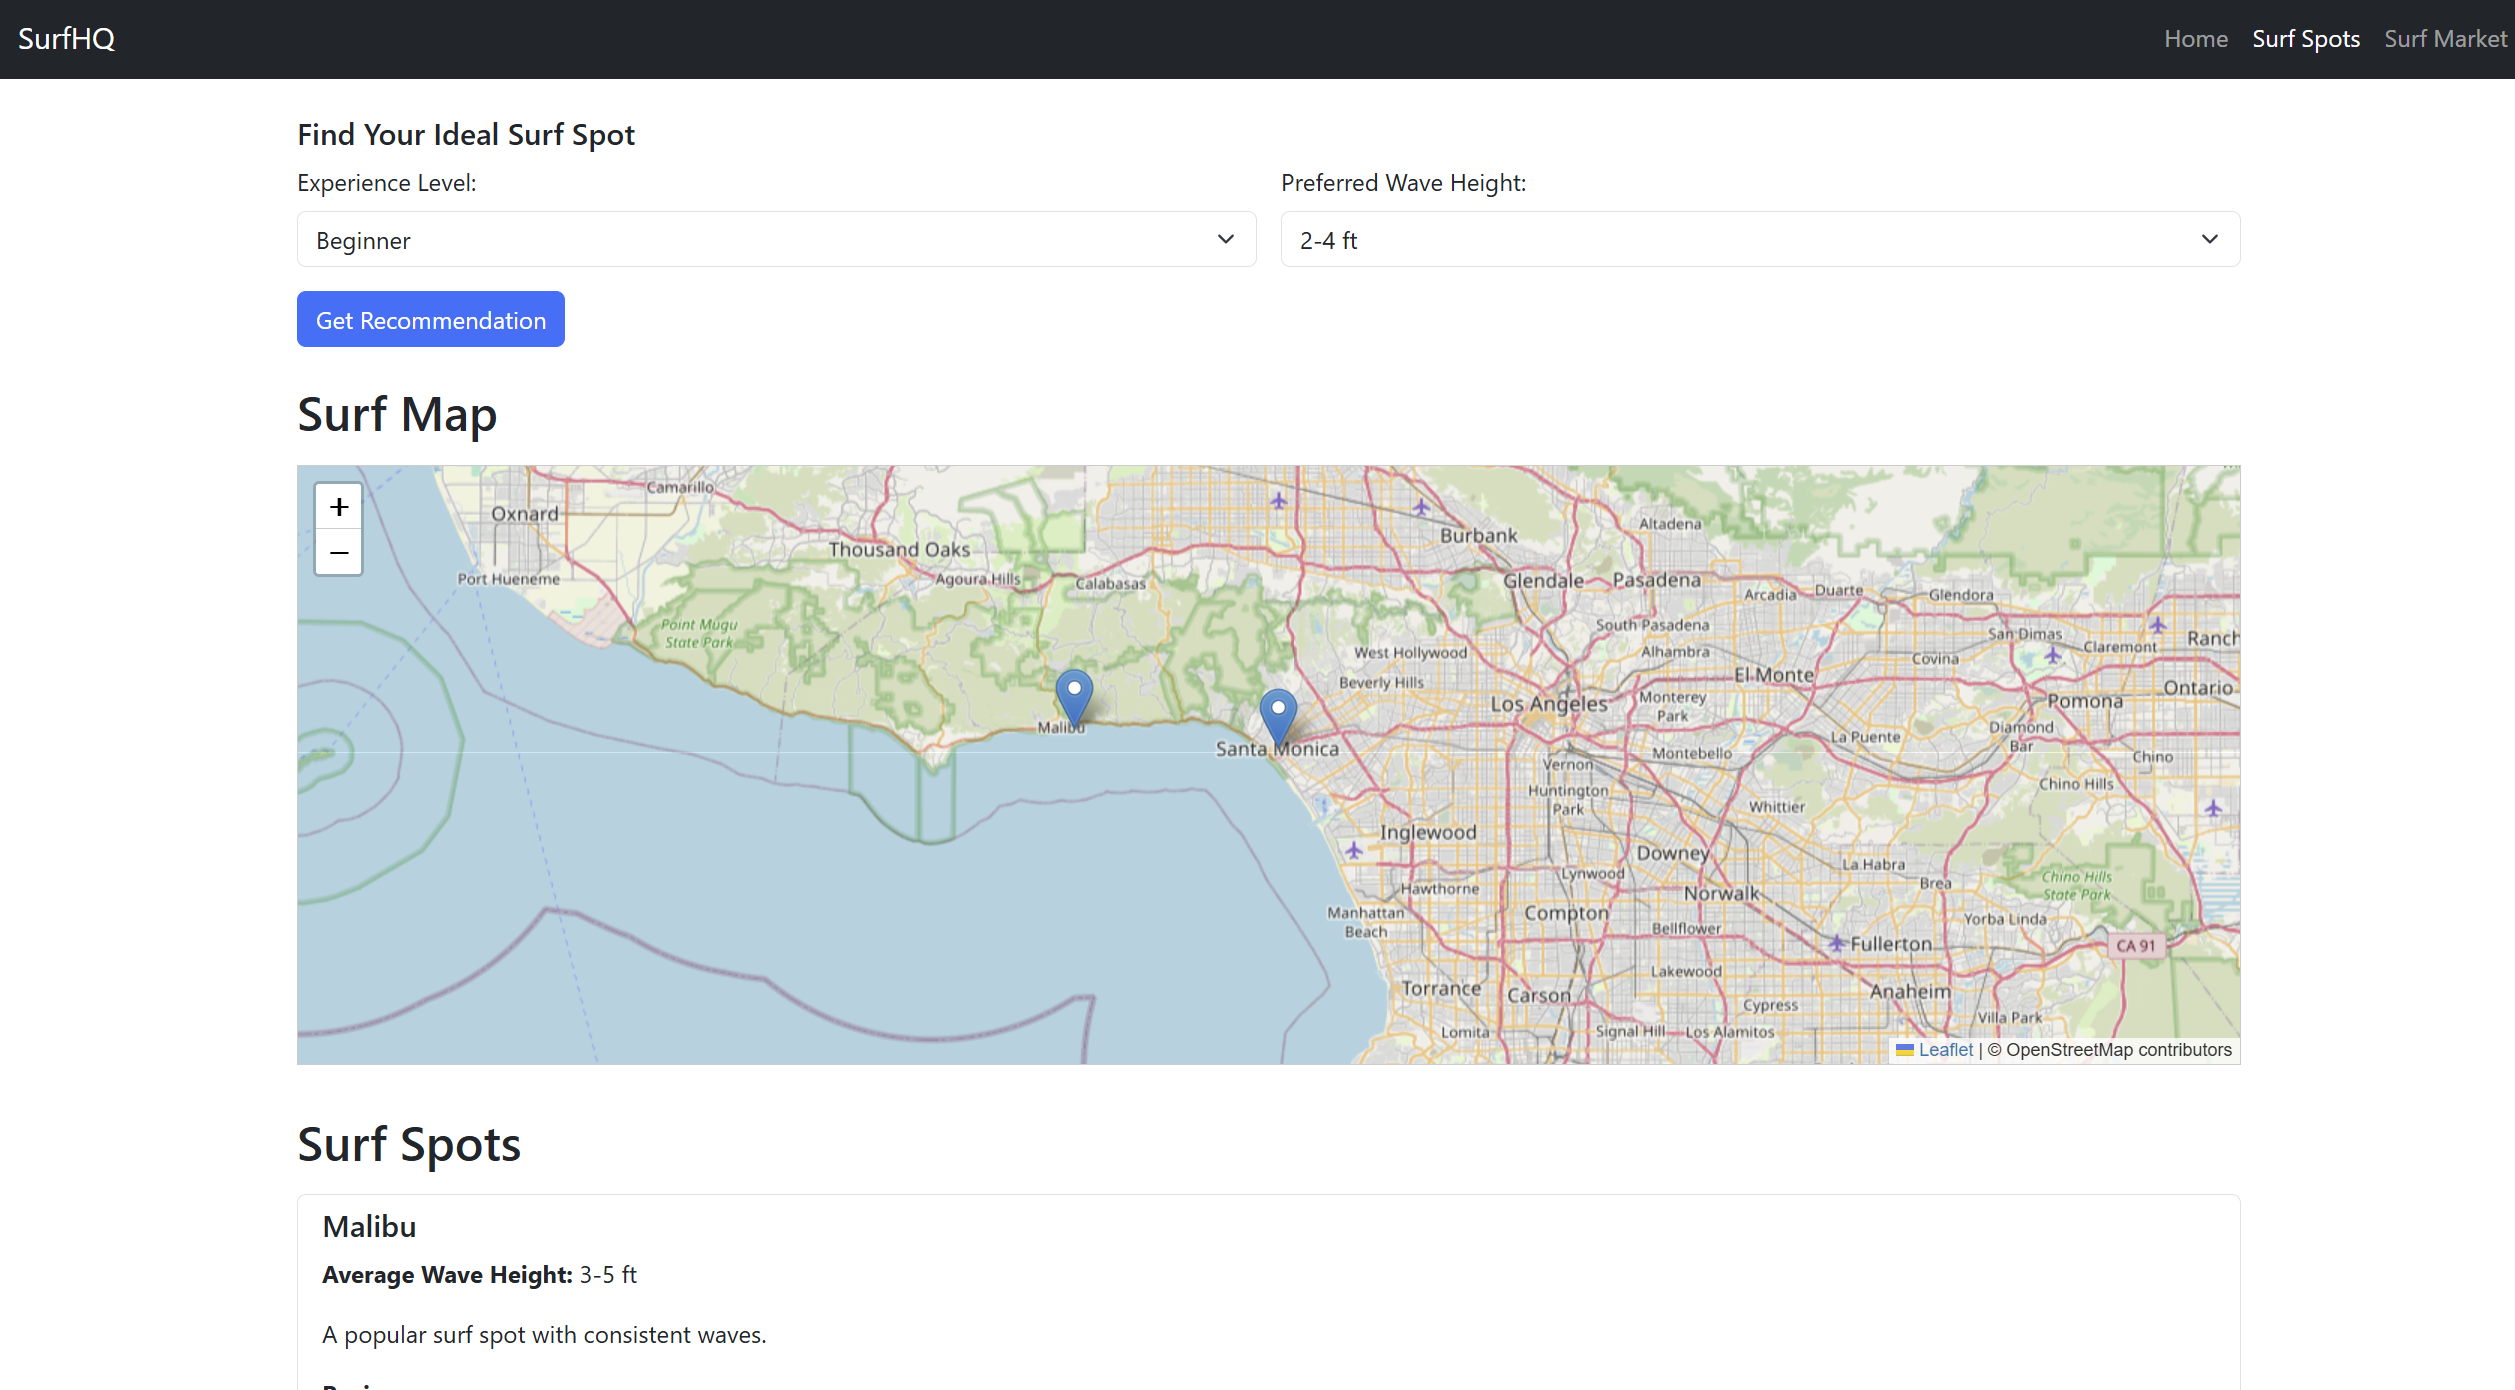 SurfHQ
Home Surf Spots Surf Market
Find Your Ideal Surf Spot
Experience Level:
Preferred Wave Height:
Beginner
2-4 ft
Get Recommendation
Surf Map
+
−
Camarillo
Oxnard
Altadena
Burbank
Thousand Oaks
Port Hueneme
Agoura Hills
Calabasas
Glendale
Pasadena
Arcadia
Duarte
Glendora
Point Mugu
State Park
South Pasadena
San Dimas
Ranch
West Hollywood
Alhambra
Covina
Claremont
Beverly Hills
El Monte
Ontario
Los Angeles
Monterey
Park
Pomona
Malibu
Santa Monica
La Puente
Diamond
Bar
Montebello
Chino
Vernon
Huntington
Park
Chino Hills
Whittier
Inglewood
Downey
La Habra
Lynwood
Hawthorne
Norwalk
Brea
Chino Hills
State Park
Manhattan
Beach
Compton
Yorba Linda
Bellflower
Fullerton
CA 91
Lakewood
Torrance
Carson
Cypress
Anaheim
Villa Park
Lomita
Signal Hill
Los Alamitos
Leaflet | © OpenStreetMap contributors
Surf Spots
Malibu
Average Wave Height: 3-5 ft
A popular surf spot with consistent waves.